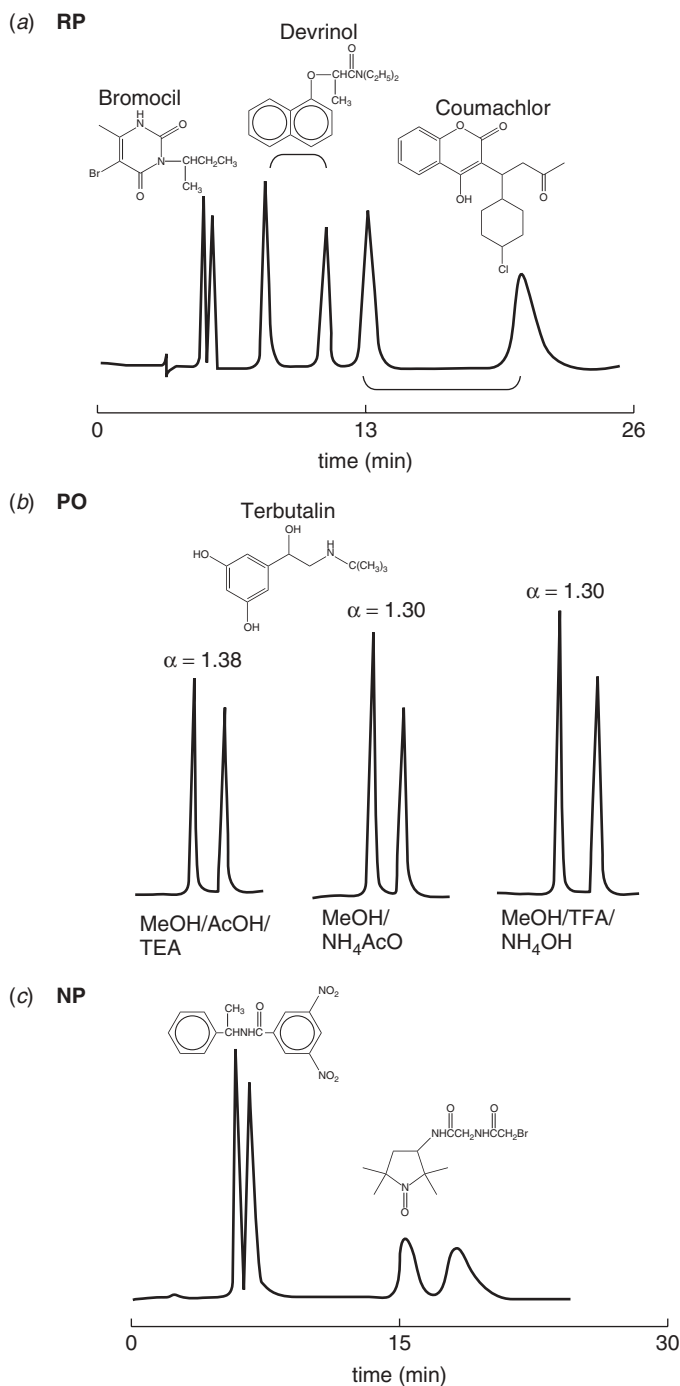 (a) RP
Devrinol
O
O—CHCN(C₂H₅)₂
CH₃
Bromocil
H
N
O
N—CHCH₂CH₃
Br
O
CH₃
Coumachlor
O
O
OH
O
Cl
0
13
26
time (min)
(b) PO
Terbutalin
OH
HO
H
N
C(CH₃)₃
OH
α = 1.38
α = 1.30
α = 1.30
MeOH/AcOH/
TEA
MeOH/
NH₄AcO
MeOH/TFA/
NH₄OH
(c) NP
CH₃
O
NO₂
CHNHC
NO₂
O
O
NHCCH₂NHCCH₂Br
N
O
0
15
30
time (min)